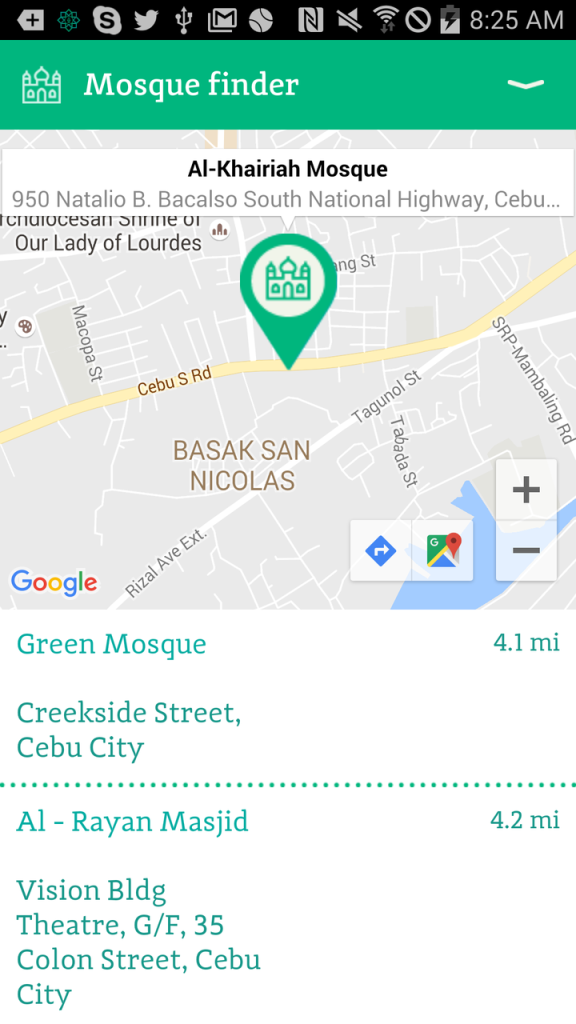 8:25 AM
Mosque finder
Al-Khairiah Mosque
950 Natalio B. Bacalso South National Highway, Cebu...
rchdiocesan Shrine of
Our Lady of Lourdes
ng St
y
..
Macopa St
Cebu S Rd
SRP-Mambaling Rd
Tagunol St
Tabada St
BASAK SAN
NICOLAS
Rizal Ave Ext.
+
G
−
Google
Green Mosque
4.1 mi
Creekside Street,
Cebu City
Al - Rayan Masjid
4.2 mi
Vision Bldg
Theatre, G/F, 35
Colon Street, Cebu
City